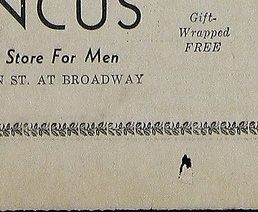 NCUS
Store For Men
N ST. AT BROADWAY
Gift-
Wrapped
FREE